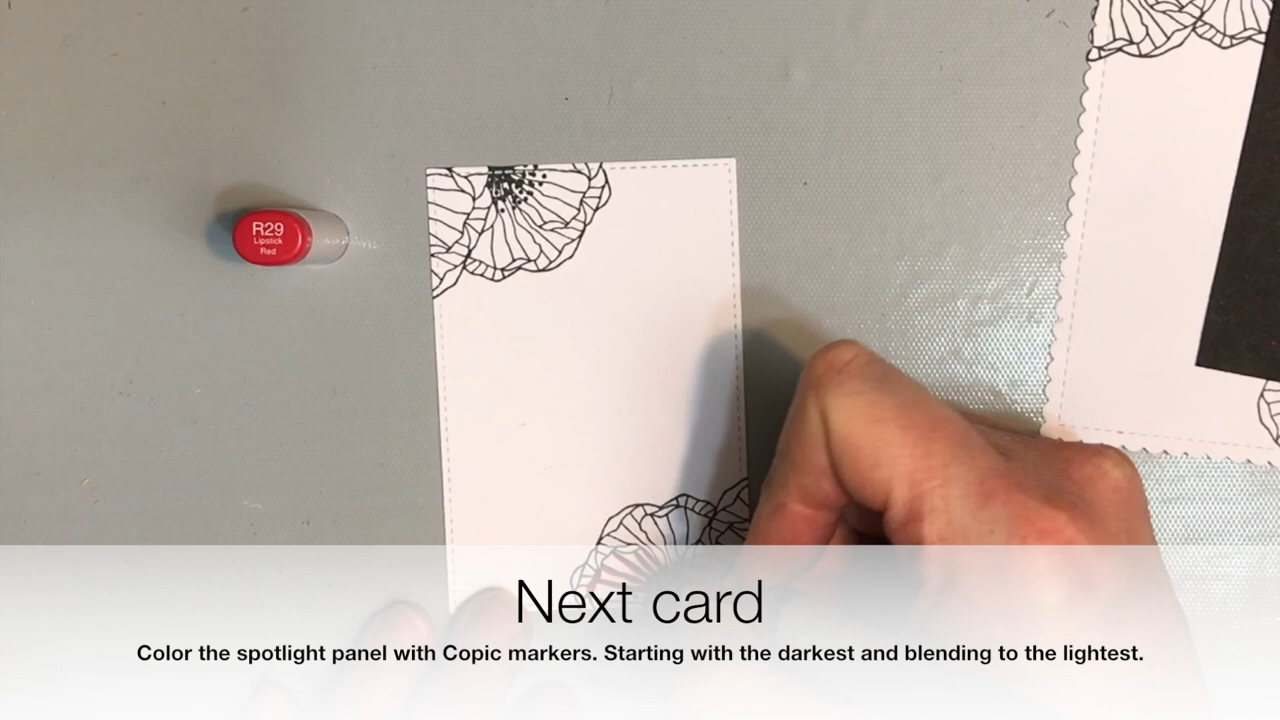 R29
Lipstick
Red
Next card
Color the spotlight panel with Copic markers. Starting with the darkest and blending to the lightest.